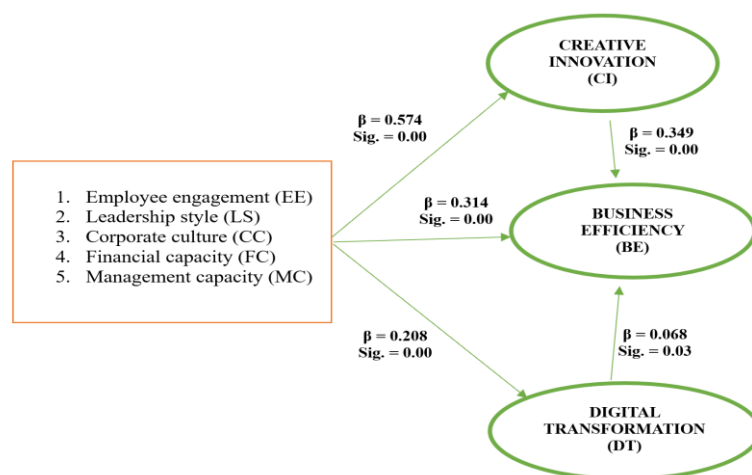 CREATIVE
INNOVATION
(CI)
β = 0.574
Sig. = 0.00
β = 0.349
Sig. = 0.00
1. Employee engagement (EE)
2. Leadership style (LS)
3. Corporate culture (CC)
4. Financial capacity (FC)
5. Management capacity (MC)
β = 0.314
Sig. = 0.00
BUSINESS
EFFICIENCY
(BE)
β = 0.208
Sig. = 0.00
β = 0.068
Sig. = 0.03
DIGITAL
TRANSFORMATION
(DT)